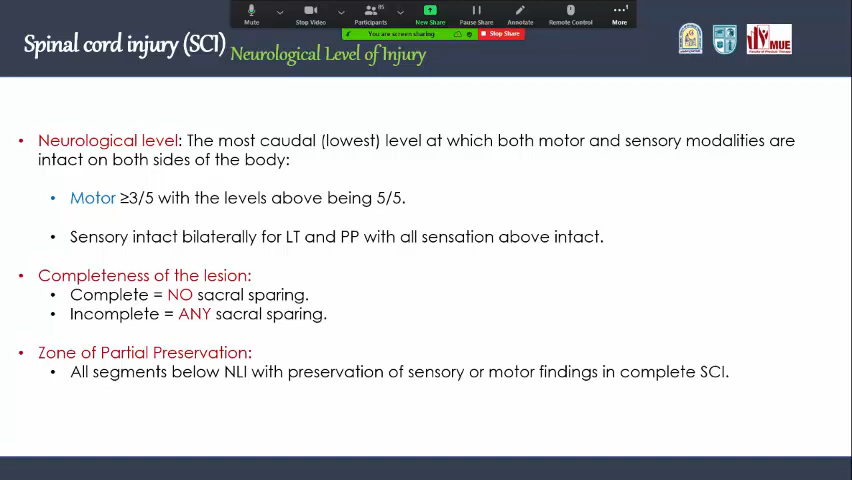 Mute
Stop Video
85
Participants
New Share
Pause Share
Annotate
Remote Control
1
More
You are screen sharing
Stop Share
Spinal cord injury (SCI)
Neurological Level of Injury
MUE
• Neurological level: The most caudal (lowest) level at which both motor and sensory modalities are
intact on both sides of the body:
• Motor ≥3/5 with the levels above being 5/5.
• Sensory intact bilaterally for LT and PP with all sensation above intact.
• Completeness of the lesion:
• Complete = NO sacral sparing.
• Incomplete = ANY sacral sparing.
• Zone of Partial Preservation:
• All segments below NLI with preservation of sensory or motor findings in complete SCI.